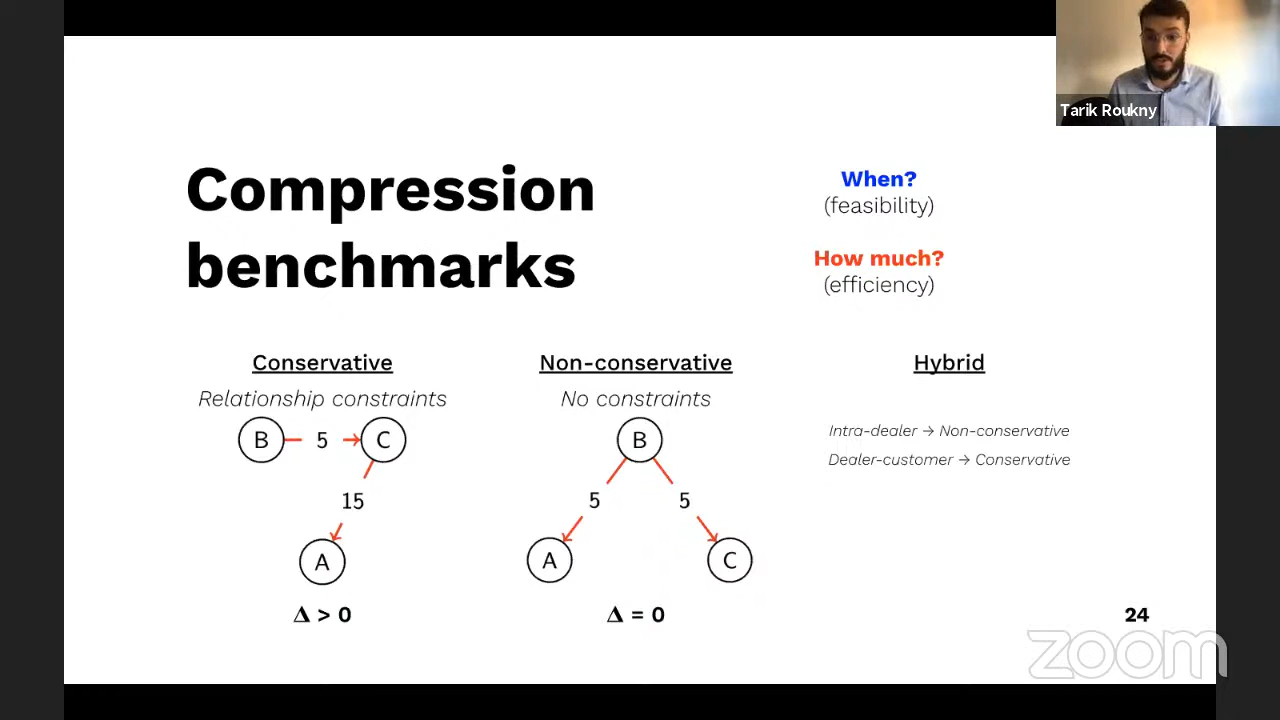 Tarik Roukny
Compression
benchmarks
When?
(feasibility)
How much?
(efficiency)
Conservative
Relationship constraints
B 5 C
15
A
Δ > 0
Non-conservative
No constraints
B
5 5
A C
Δ = 0
Hybrid
Intra-dealer → Non-conservative
Dealer-customer → Conservative
24
zoom